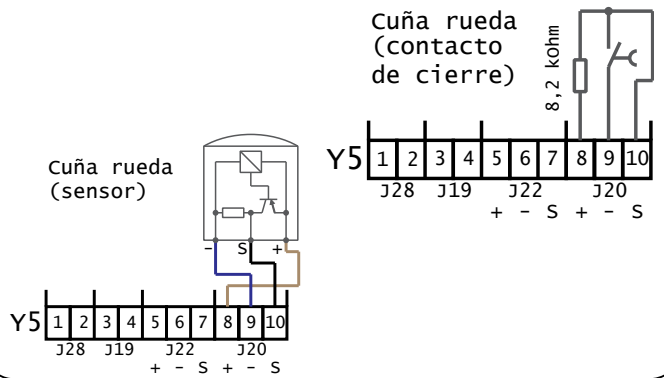 Cuña rueda
(contacto
de cierre)
8,2 kohm
Y5 1 2 3 4 5 6 7 8 9 10
J28 J19 J22 J20
+ - S + - S
Cuña rueda
(sensor)
- S +
Y5 1 2 3 4 5 6 7 8 9 10
J28 J19 J22 J20
+ - S + - S